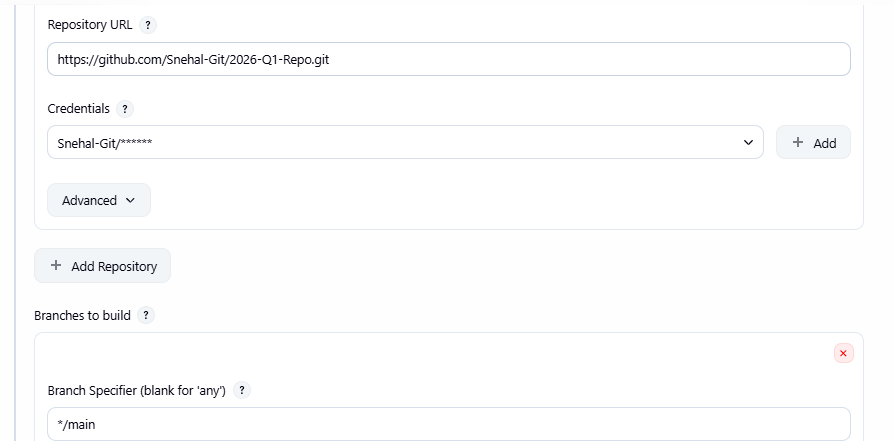 Repository URL ?
https://github.com/Snehal-Git/2026-Q1-Repo.git
Credentials ?
Snehal-Git/******
+ Add
Advanced
+ Add Repository
Branches to build ?
×
Branch Specifier (blank for 'any') ?
*/main